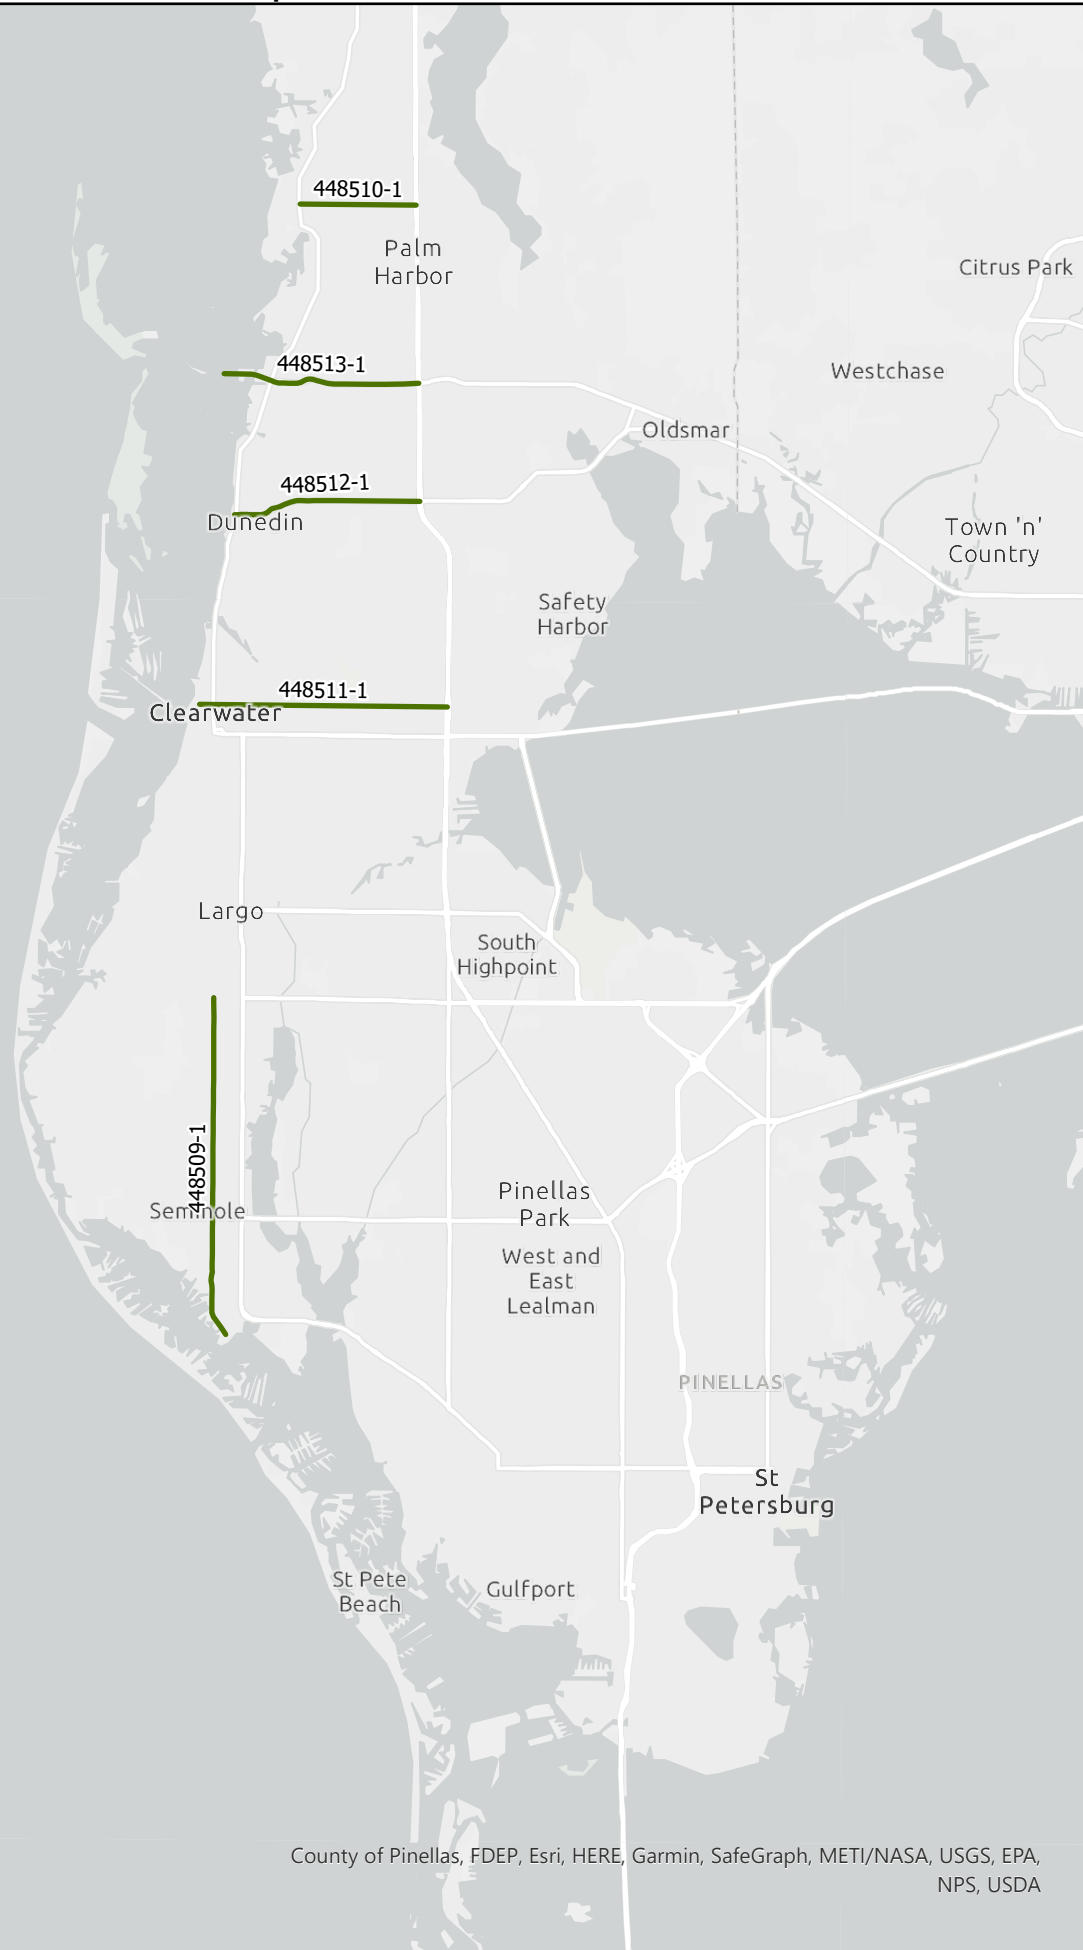 448510-1
Palm
Harbor
Citrus Park
448513-1
Westchase
Oldsmar
448512-1
Dunedin
Town 'n'
Country
Safety
Harbor
448511-1
Clearwater
Largo
South
Highpoint
448509-1
Seminole
Pinellas
Park
West and
East
Lealman
PINELLAS
St
Petersburg
St Pete
Beach
Gulfport
County of Pinellas, FDEP, Esri, HERE, Garmin, SafeGraph, METI/NASA, USGS, EPA,
NPS, USDA